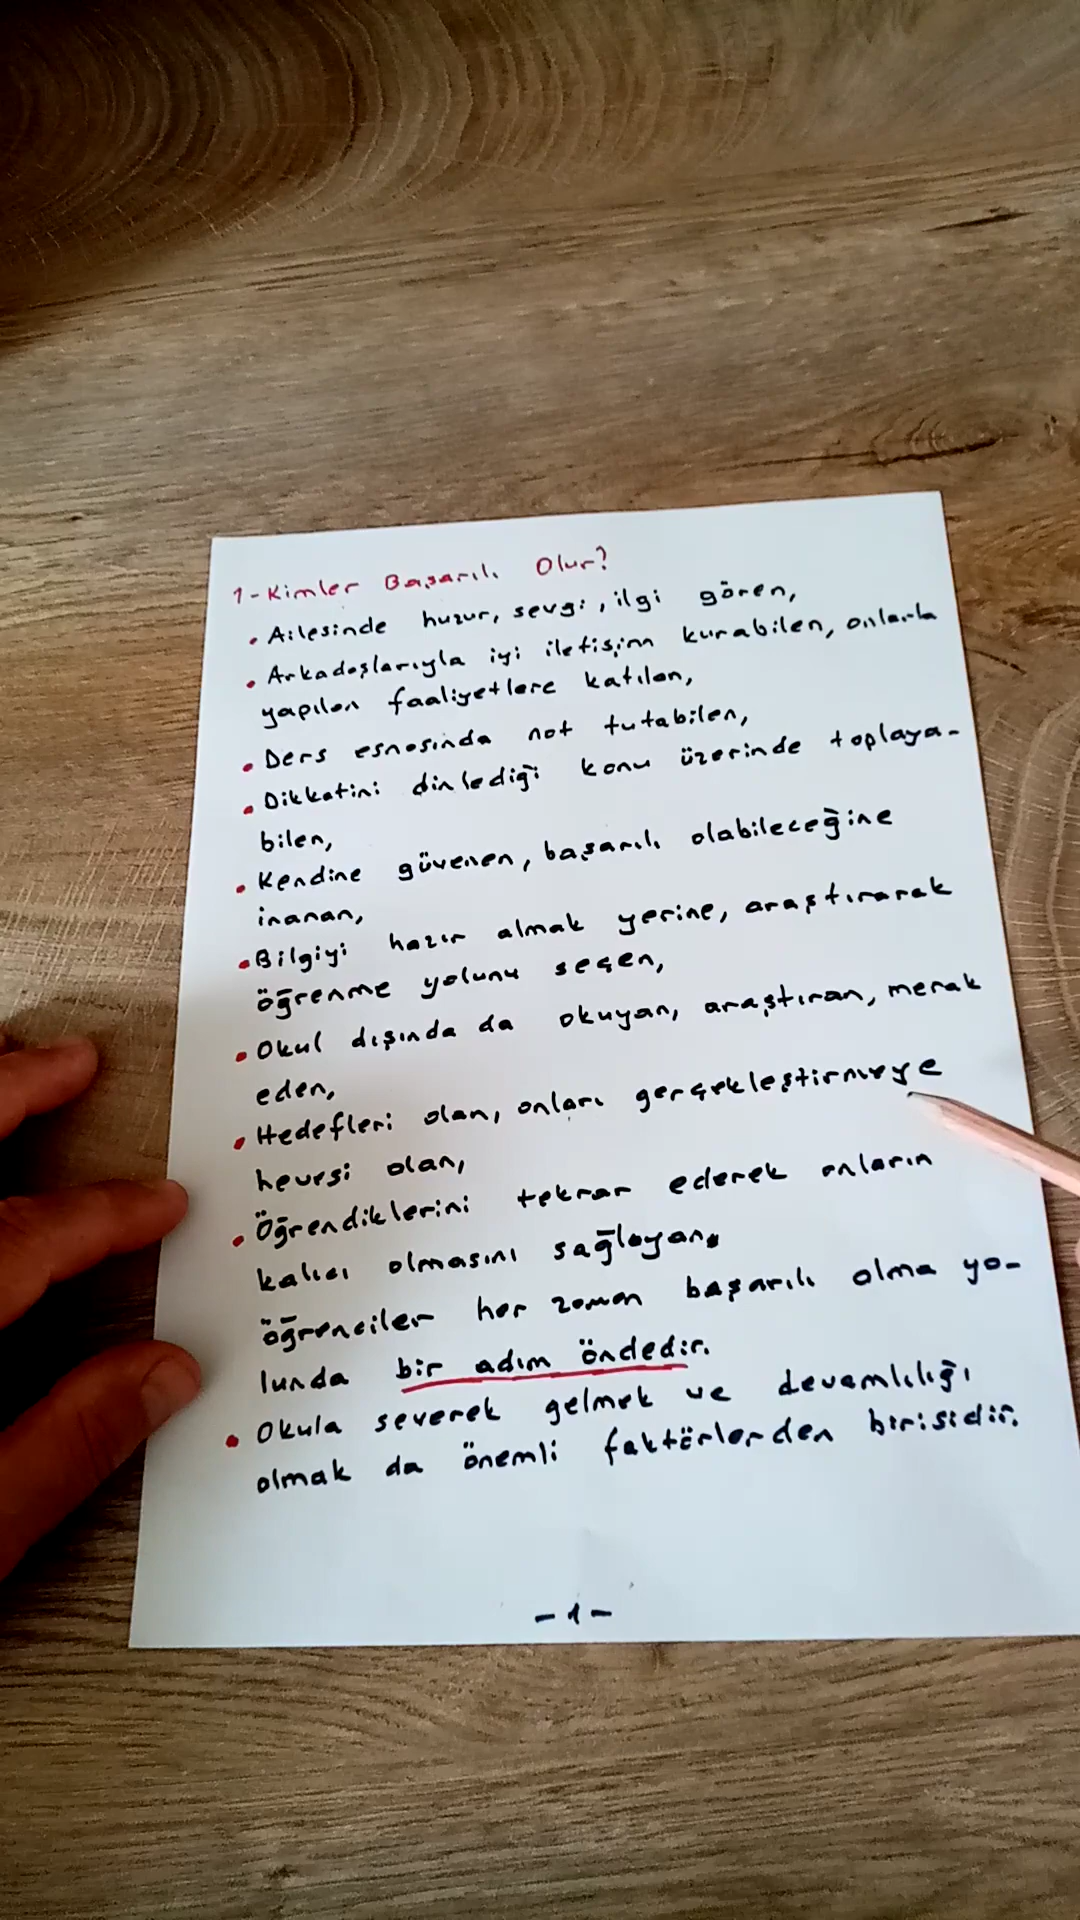 1-Kimler Başarılı Olur?
• Ailesinde huzur, sevgi, ilgi gören,
• Arkadaşlarıyla iyi iletişim kurabilen, onlarla
yapılan faaliyetlere katılan,
• Ders esnasında not tutabilen,
• Dikkatini dinlediği konu üzerinde toplaya-
bilen,
• Kendine güvenen, başarılı olabileceğine
inanan,
• Bilgiyi hazır almak yerine, araştırarak
öğrenme yolunu seçen,
• Okul dışında da okuyan, araştıran, merak
eden,
• Hedefleri olan, onları gerçekleştirmeye
hevesi olan,
• Öğrendiklerini tekrar ederek onların
kalıcı olmasını sağlayan.
öğrenciler her zaman başarılı olma yo-
lunda bir adım öndedir.
• Okula severek gelmek ve devamlılığı
olmak da önemli faktörlerden birisidir.
-1-